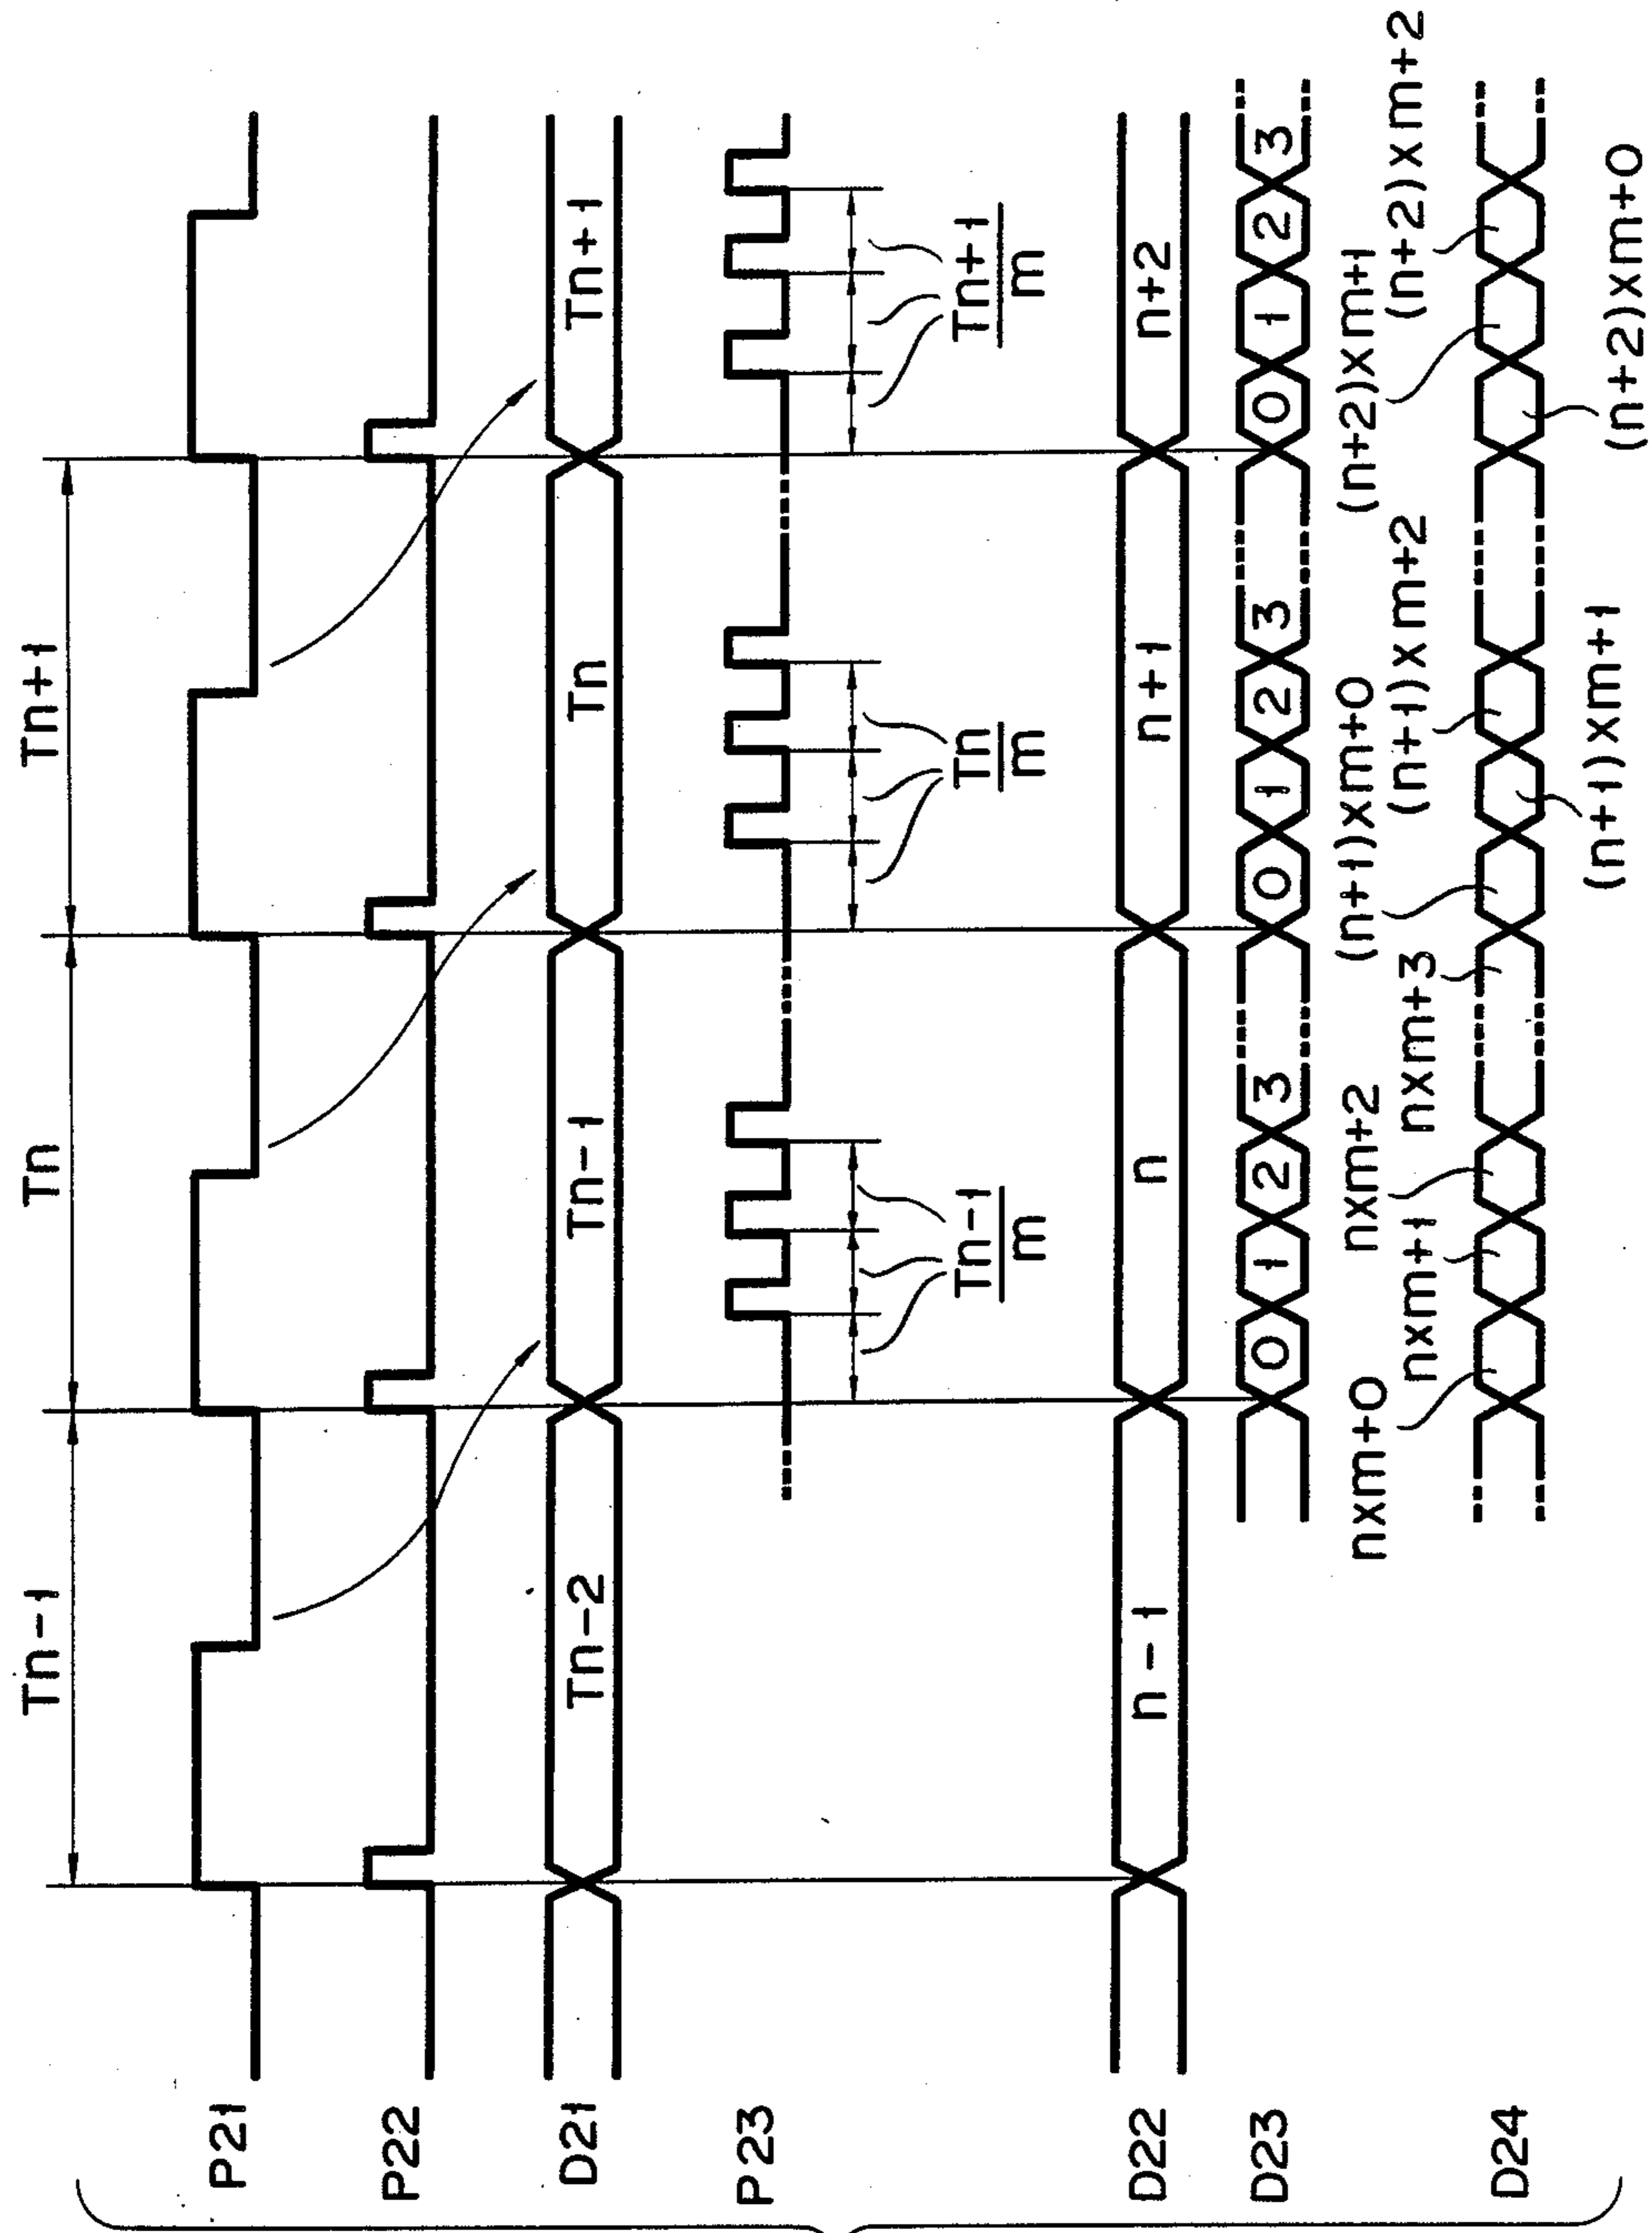 Tn-1
Tn
Tn+1
P21
P22
D21
Tn-2
Tn-1
Tn
Tn+1
P23
Tn-1
m
Tn
m
Tn+1
m
D22
n-1
n
n+1
n+2
D23
0
1
2
3
0
1
2
3
0
1
2
3
nxm+0
nxm+2
(n+1)xm+0
(n+2)xm+1
nxm+1
nxm+3
(n+1)xm+2
(n+2)xm+2
D24
(n+1)xm+1
(n+2)xm+0